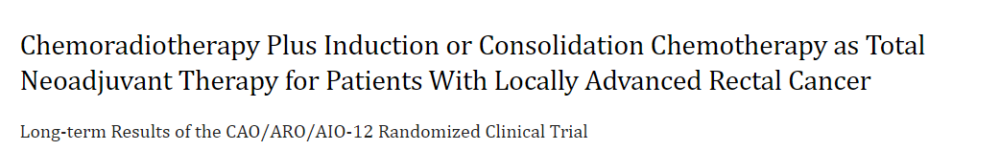 Chemoradiotherapy Plus Induction or Consolidation Chemotherapy as Total
Neoadjuvant Therapy for Patients With Locally Advanced Rectal Cancer
Long-term Results of the CAO/ARO/AIO-12 Randomized Clinical Trial